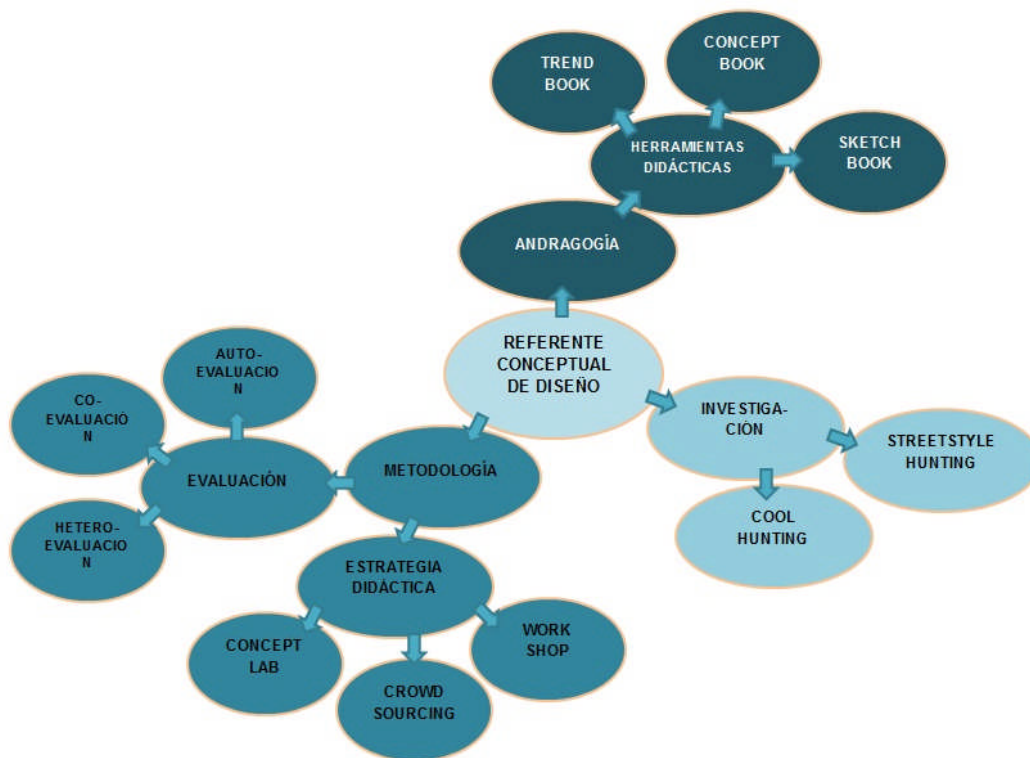 CONCEPT
BOOK
TREND
BOOK
HERRAMIENTAS
DIDÁCTICAS
SKETCH
BOOK
ANDRAGOGÍA
REFERENTE
CONCEPTUAL
DE DISEÑO
AUTO-
EVALUACION
N
CO-
EVALUACIÓ
N
INVESTIGA-
CIÓN
STREETSTYLE
HUNTING
METODOLOGÍA
EVALUACIÓN
HETERO-
EVALUACIO
N
COOL
HUNTING
ESTRATEGIA
DIDÁCTICA
WORK
SHOP
CONCEPT
LAB
CROWD
SOURCING